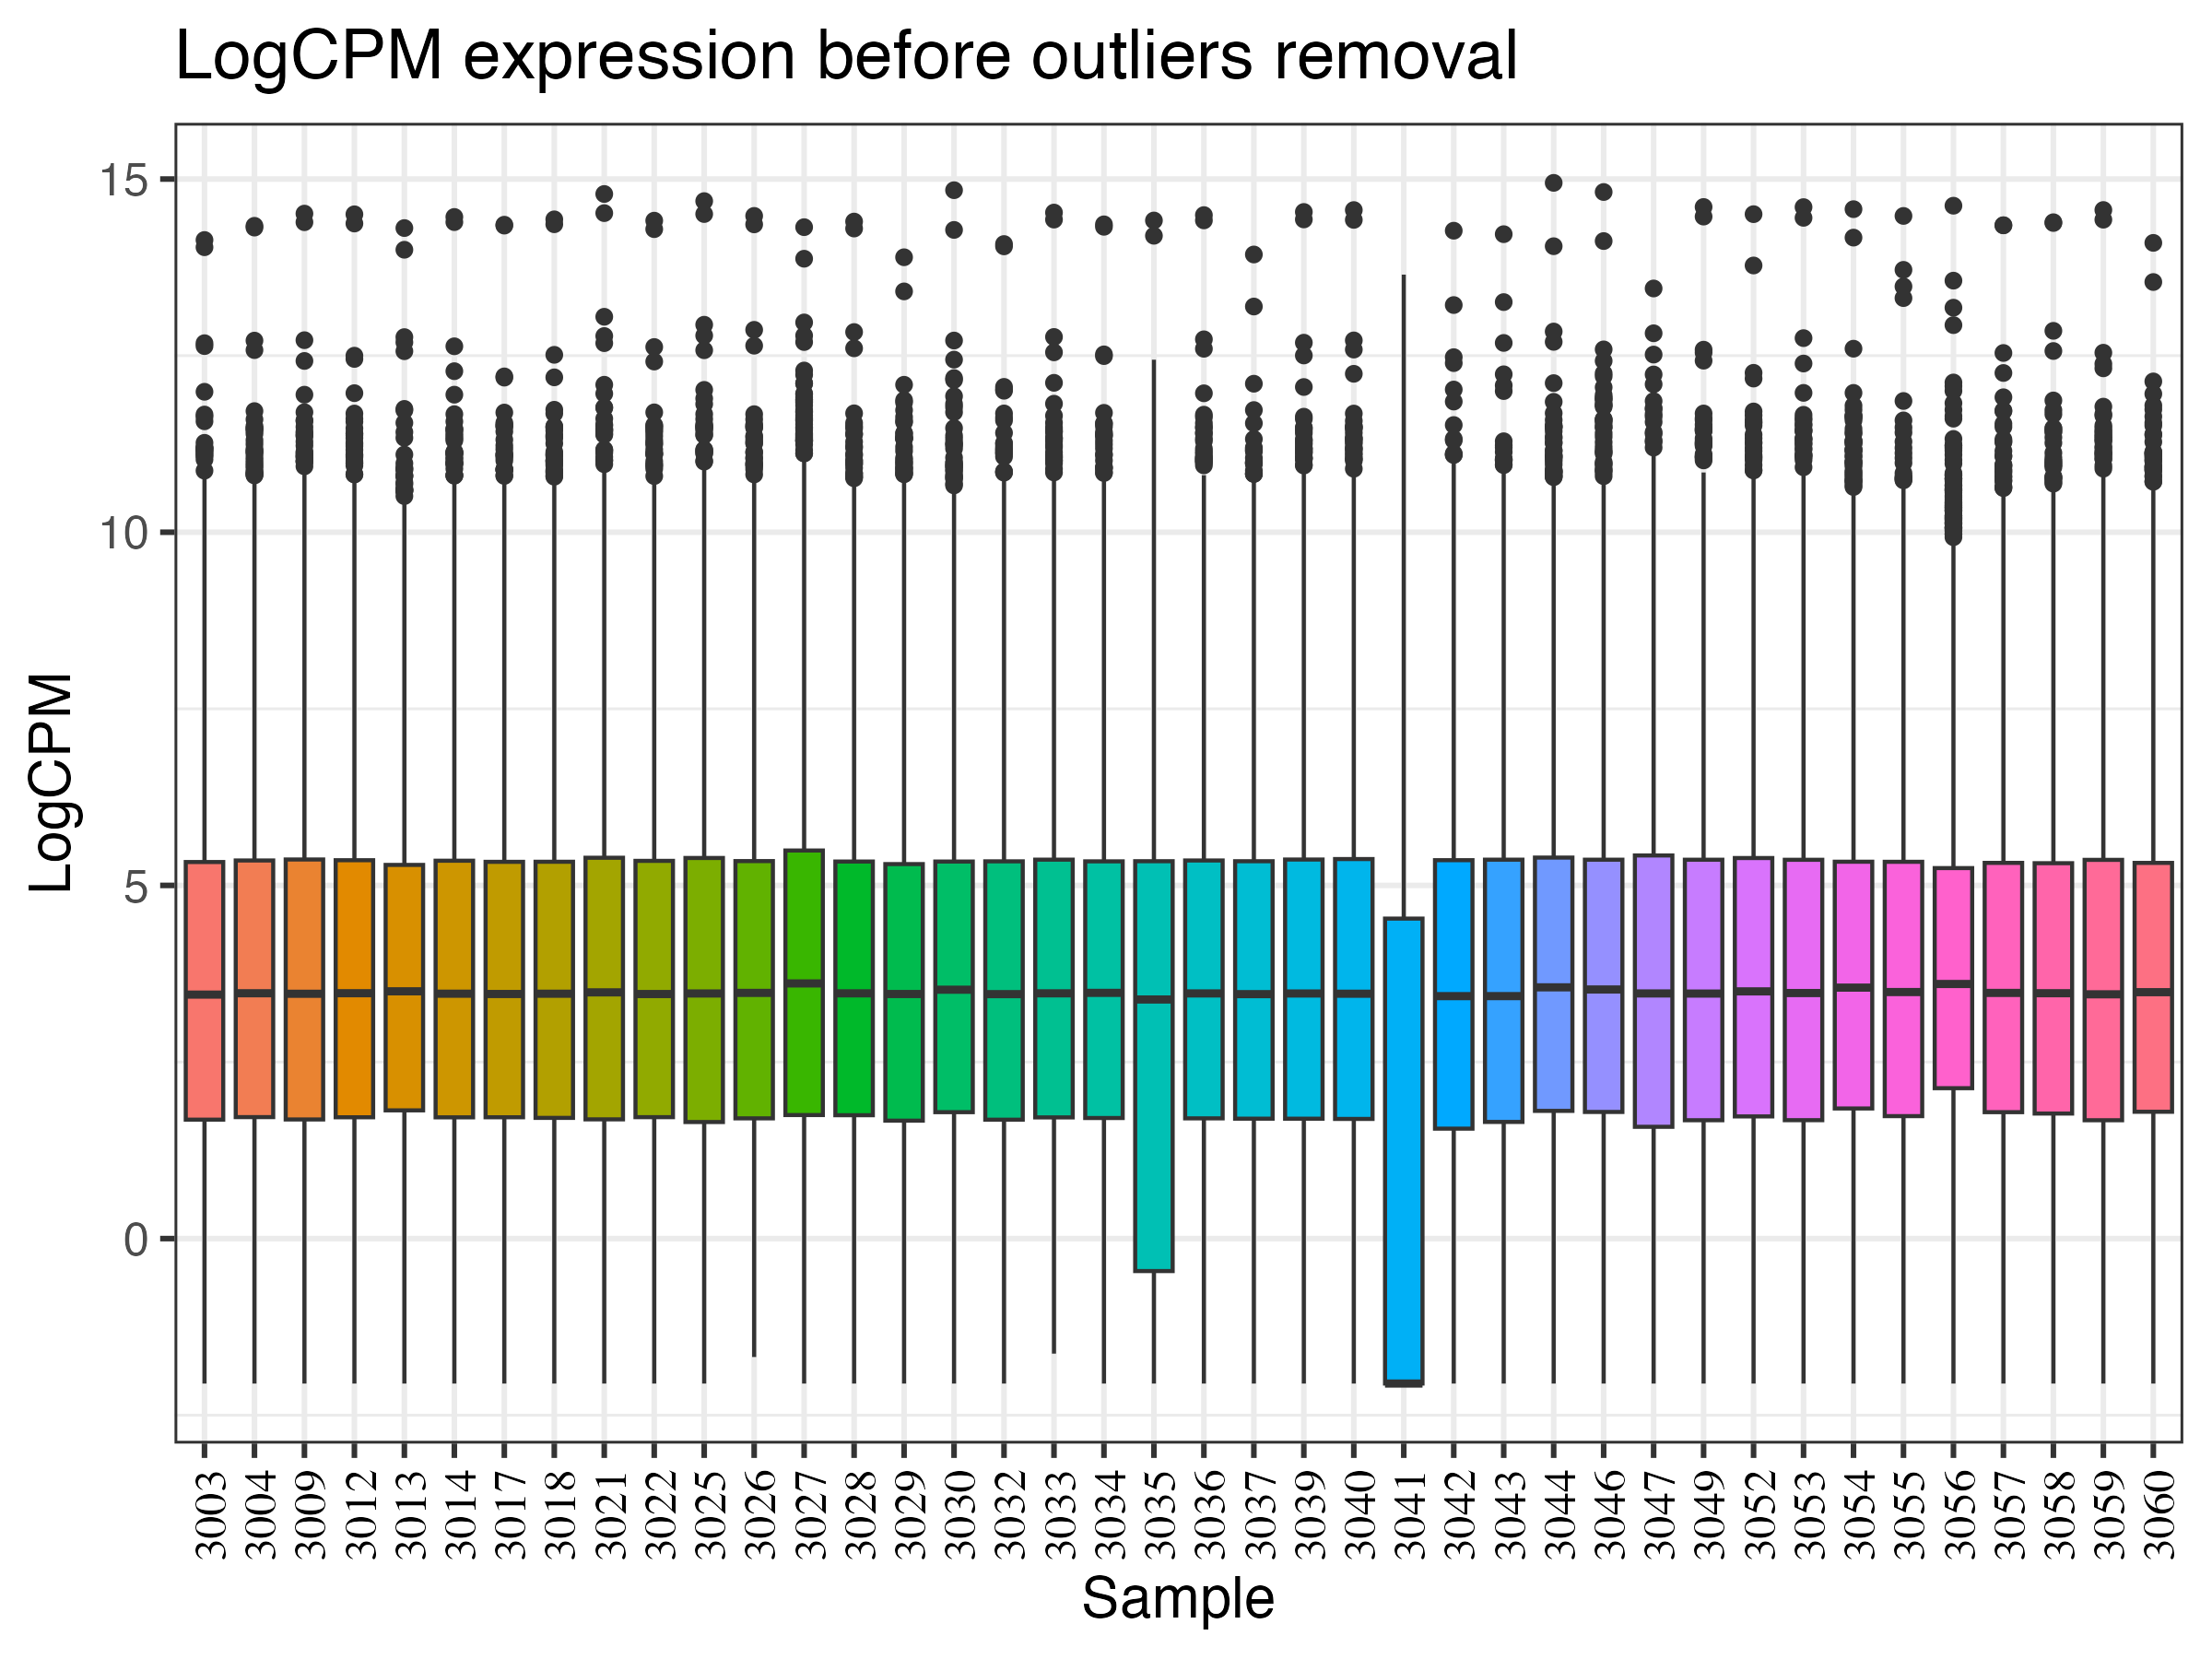 LogCPM expression before outliers removal
15
10
5
0
LogCPM
3003 3004 3009 3012 3013 3014 3017 3018 3021 3022 3025 3026 3027 3028 3029 3030 3032 3033 3034 3035 3036 3037 3039 3040 3041 3042 3043 3044 3046 3047 3049 3052 3053 3054 3055 3056 3057 3058 3059 3060
Sample